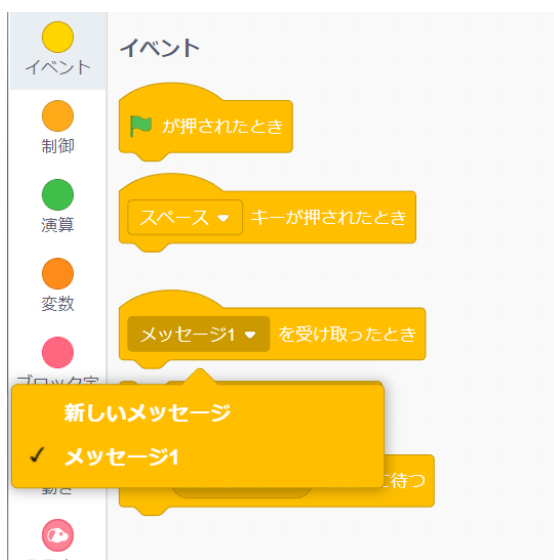 イベント
イベント
が押されたとき
制御
スペース キーが押されたとき
演算
変数
メッセージ1 を受け取ったとき
新しいメッセージ
メッセージ1
待つ